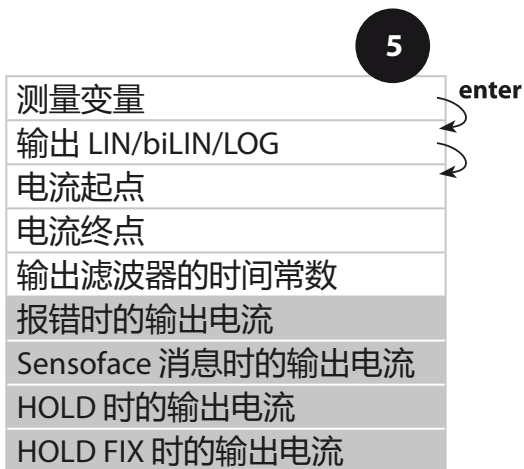 5
enter
测量变量
输出 LIN/biLIN/LOG
电流起点
电流终点
输出滤波器的时间常数
报错时的输出电流
Sensoface 消息时的输出电流
HOLD 时的输出电流
HOLD FIX 时的输出电流